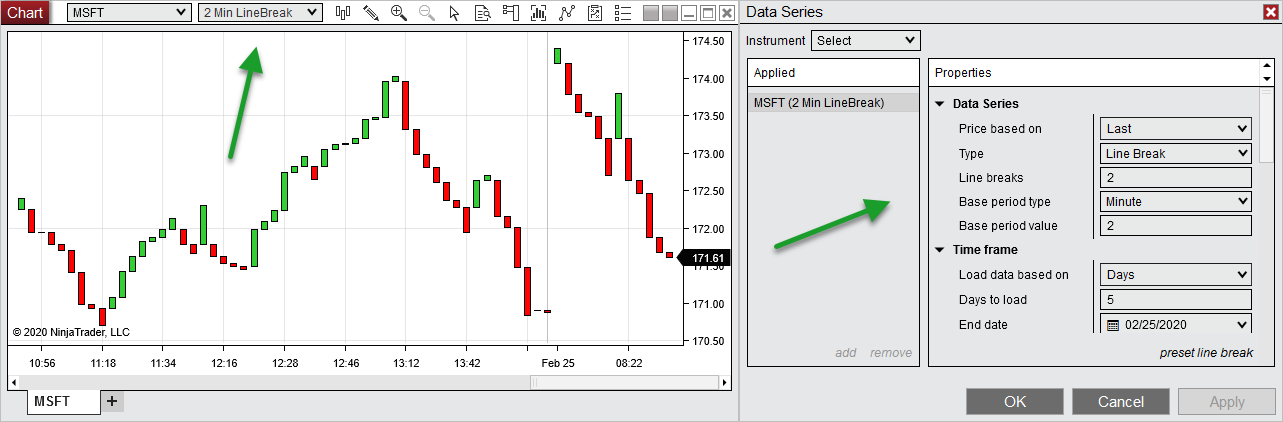 Chart MSFT 2 Min LineBreak
174.50
174.00
173.50
173.00
172.50
172.00
171.61
171.50
171.00
170.50
© 2020 NinjaTrader, LLC
10:56 11:18 11:34 12:16 12:28 12:46 13:12 13:42 Feb 25 08:22
MSFT +
Data Series
Instrument Select
Applied
MSFT (2 Min LineBreak)
add remove
Properties
Data Series
Price based on Last
Type Line Break
Line breaks 2
Base period type Minute
Base period value 2
Time frame
Load data based on Days
Days to load 5
End date 02/25/2020
preset line break
OK Cancel Apply